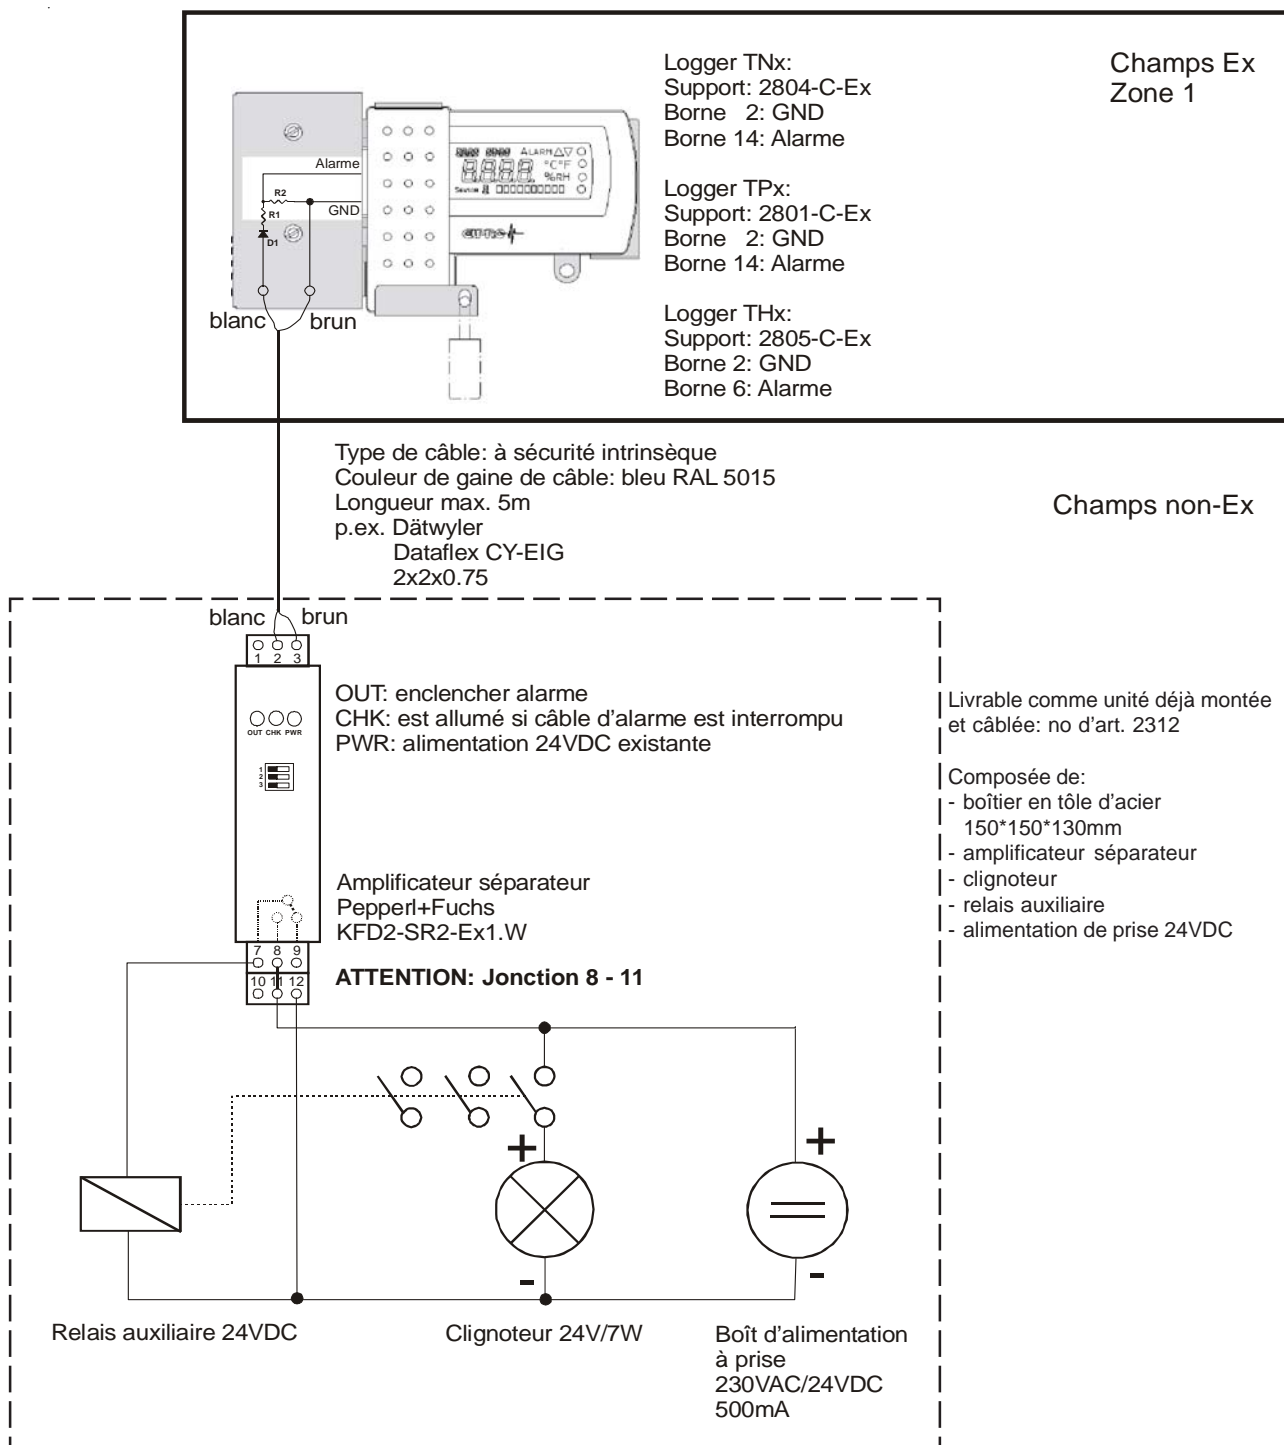 Champs Ex
Zone 1
Logger TNx:
Support: 2804-C-Ex
Borne 2: GND
Borne 14: Alarme
Logger TPx:
Support: 2801-C-Ex
Borne 2: GND
Borne 14: Alarme
Logger THx:
Support: 2805-C-Ex
Borne 2: GND
Borne 6: Alarme
ALARM
8.8.8.8.
°C°F
%RH
Alarme
R2
GND
R1
D1
blanc
brun
Type de câble: à sécurité intrinsèque
Couleur de gaine de câble: bleu RAL 5015
Longueur max. 5m
p.ex. Dätwyler
Dataflex CY-EIG
2x2x0.75
Champs non-Ex
blanc
brun
1 2 3
OUT CHK PWR
1
2
3
OUT: enclencher alarme
CHK: est allumé si câble d'alarme est interrompu
PWR: alimentation 24VDC existante
Livrable comme unité déjà montée
et câblée: no d'art. 2312
Composée de:
- boîtier en tôle d'acier
150*150*130mm
- amplificateur séparateur
- clignoteur
- relais auxiliaire
- alimentation de prise 24VDC
Amplificateur séparateur
Pepperl+Fuchs
KFD2-SR2-Ex1.W
7 8 9
10 11 12
ATTENTION: Jonction 8 - 11
+
+
-
-
Relais auxiliaire 24VDC
Clignoteur 24V/7W
Boît d'alimentation
à prise
230VAC/24VDC
500mA